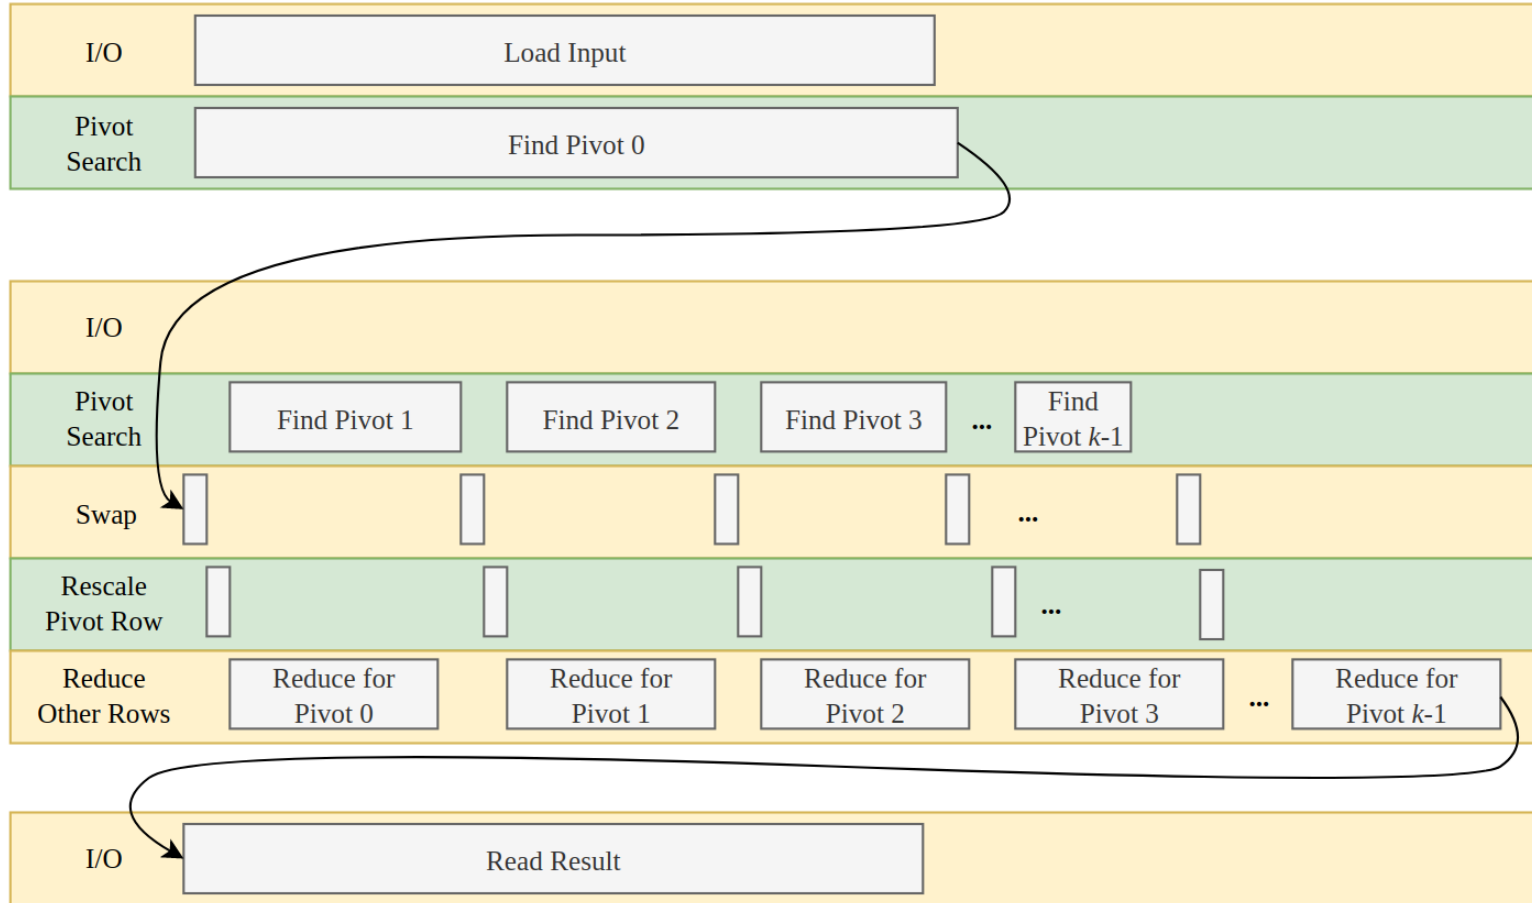 I/O
Load Input
Pivot
Search
Find Pivot 0
I/O
Pivot
Search
Find Pivot 1
Find Pivot 2
Find Pivot 3
...
Find
Pivot k-1
Swap
...
Rescale
Pivot Row
...
Reduce
Other Rows
Reduce for
Pivot 0
Reduce for
Pivot 1
Reduce for
Pivot 2
Reduce for
Pivot 3
...
Reduce for
Pivot k-1
I/O
Read Result